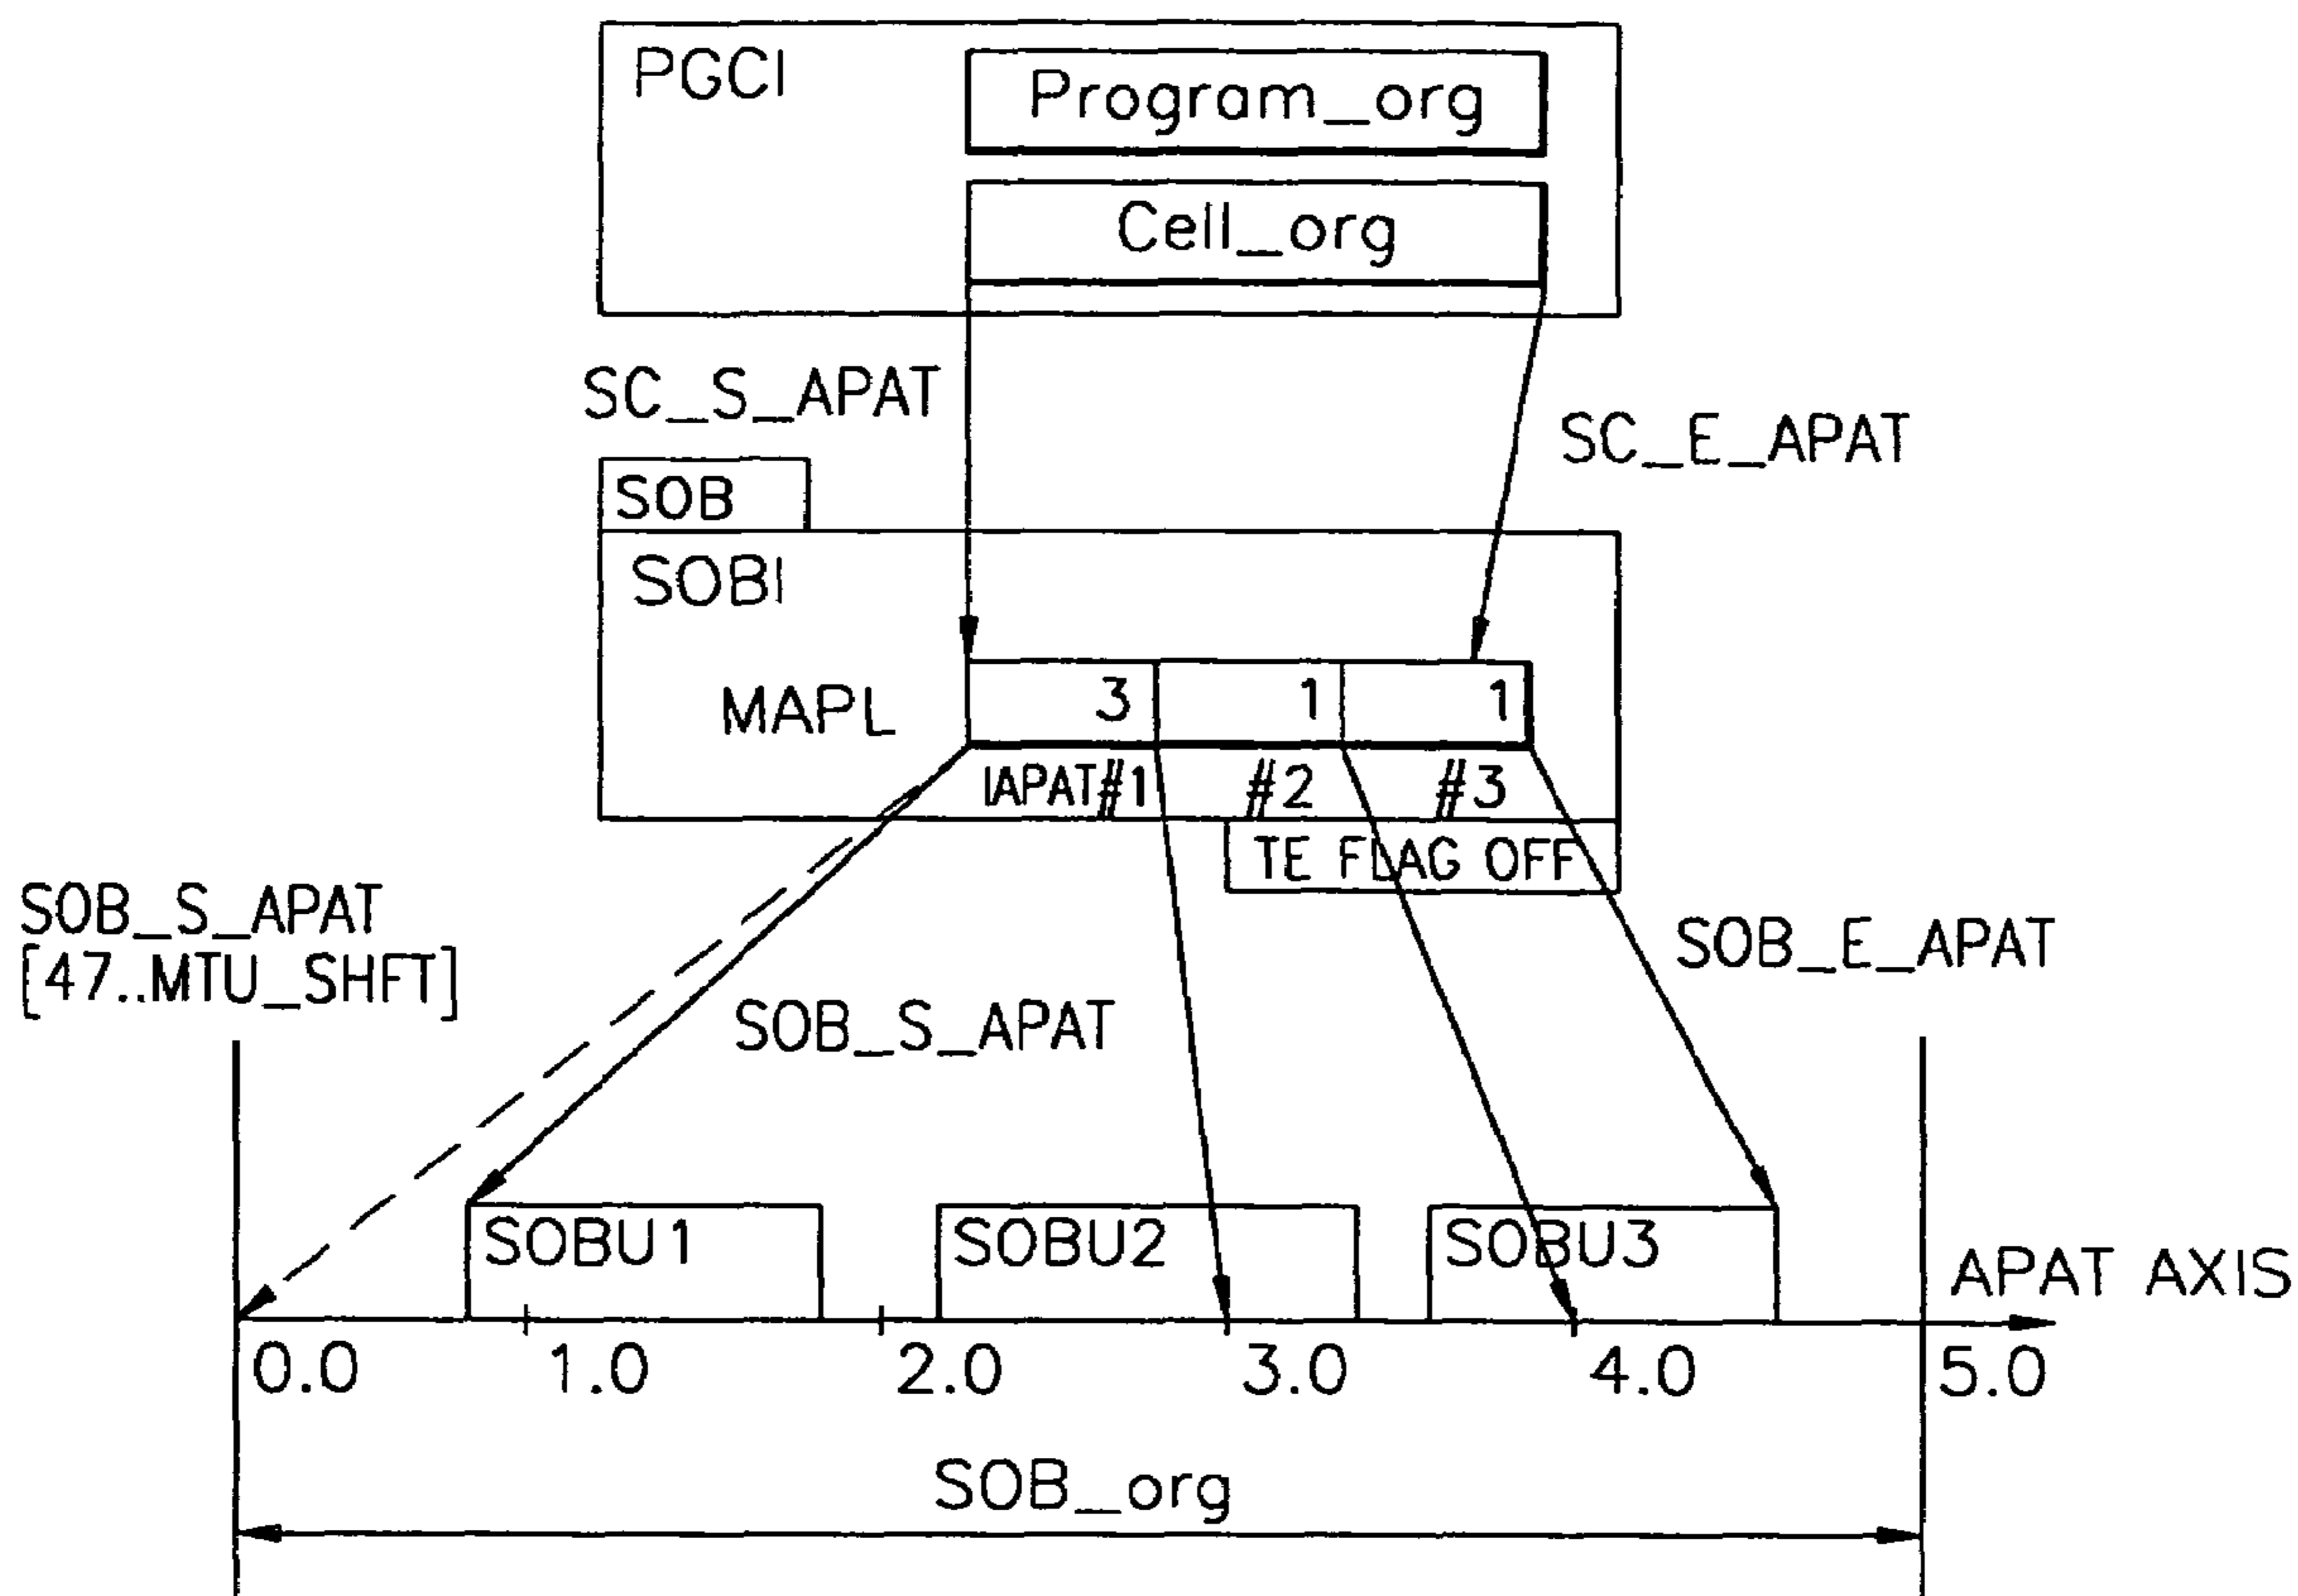 PGCI
Program_org
Cell_org
SC_S_APAT
SC_E_APAT
SOB
SOBI
MAPL
3 1 1
IAPAT#1 #2 #3
TE FLAG OFF
SOB_S_APAT
[47..MTU_SHFT]
SOB_E_APAT
SOB_S_APAT
SOBU1 SOBU2 SOBU3
APAT AXIS
0.0 1.0 2.0 3.0 4.0 5.0
SOB_org